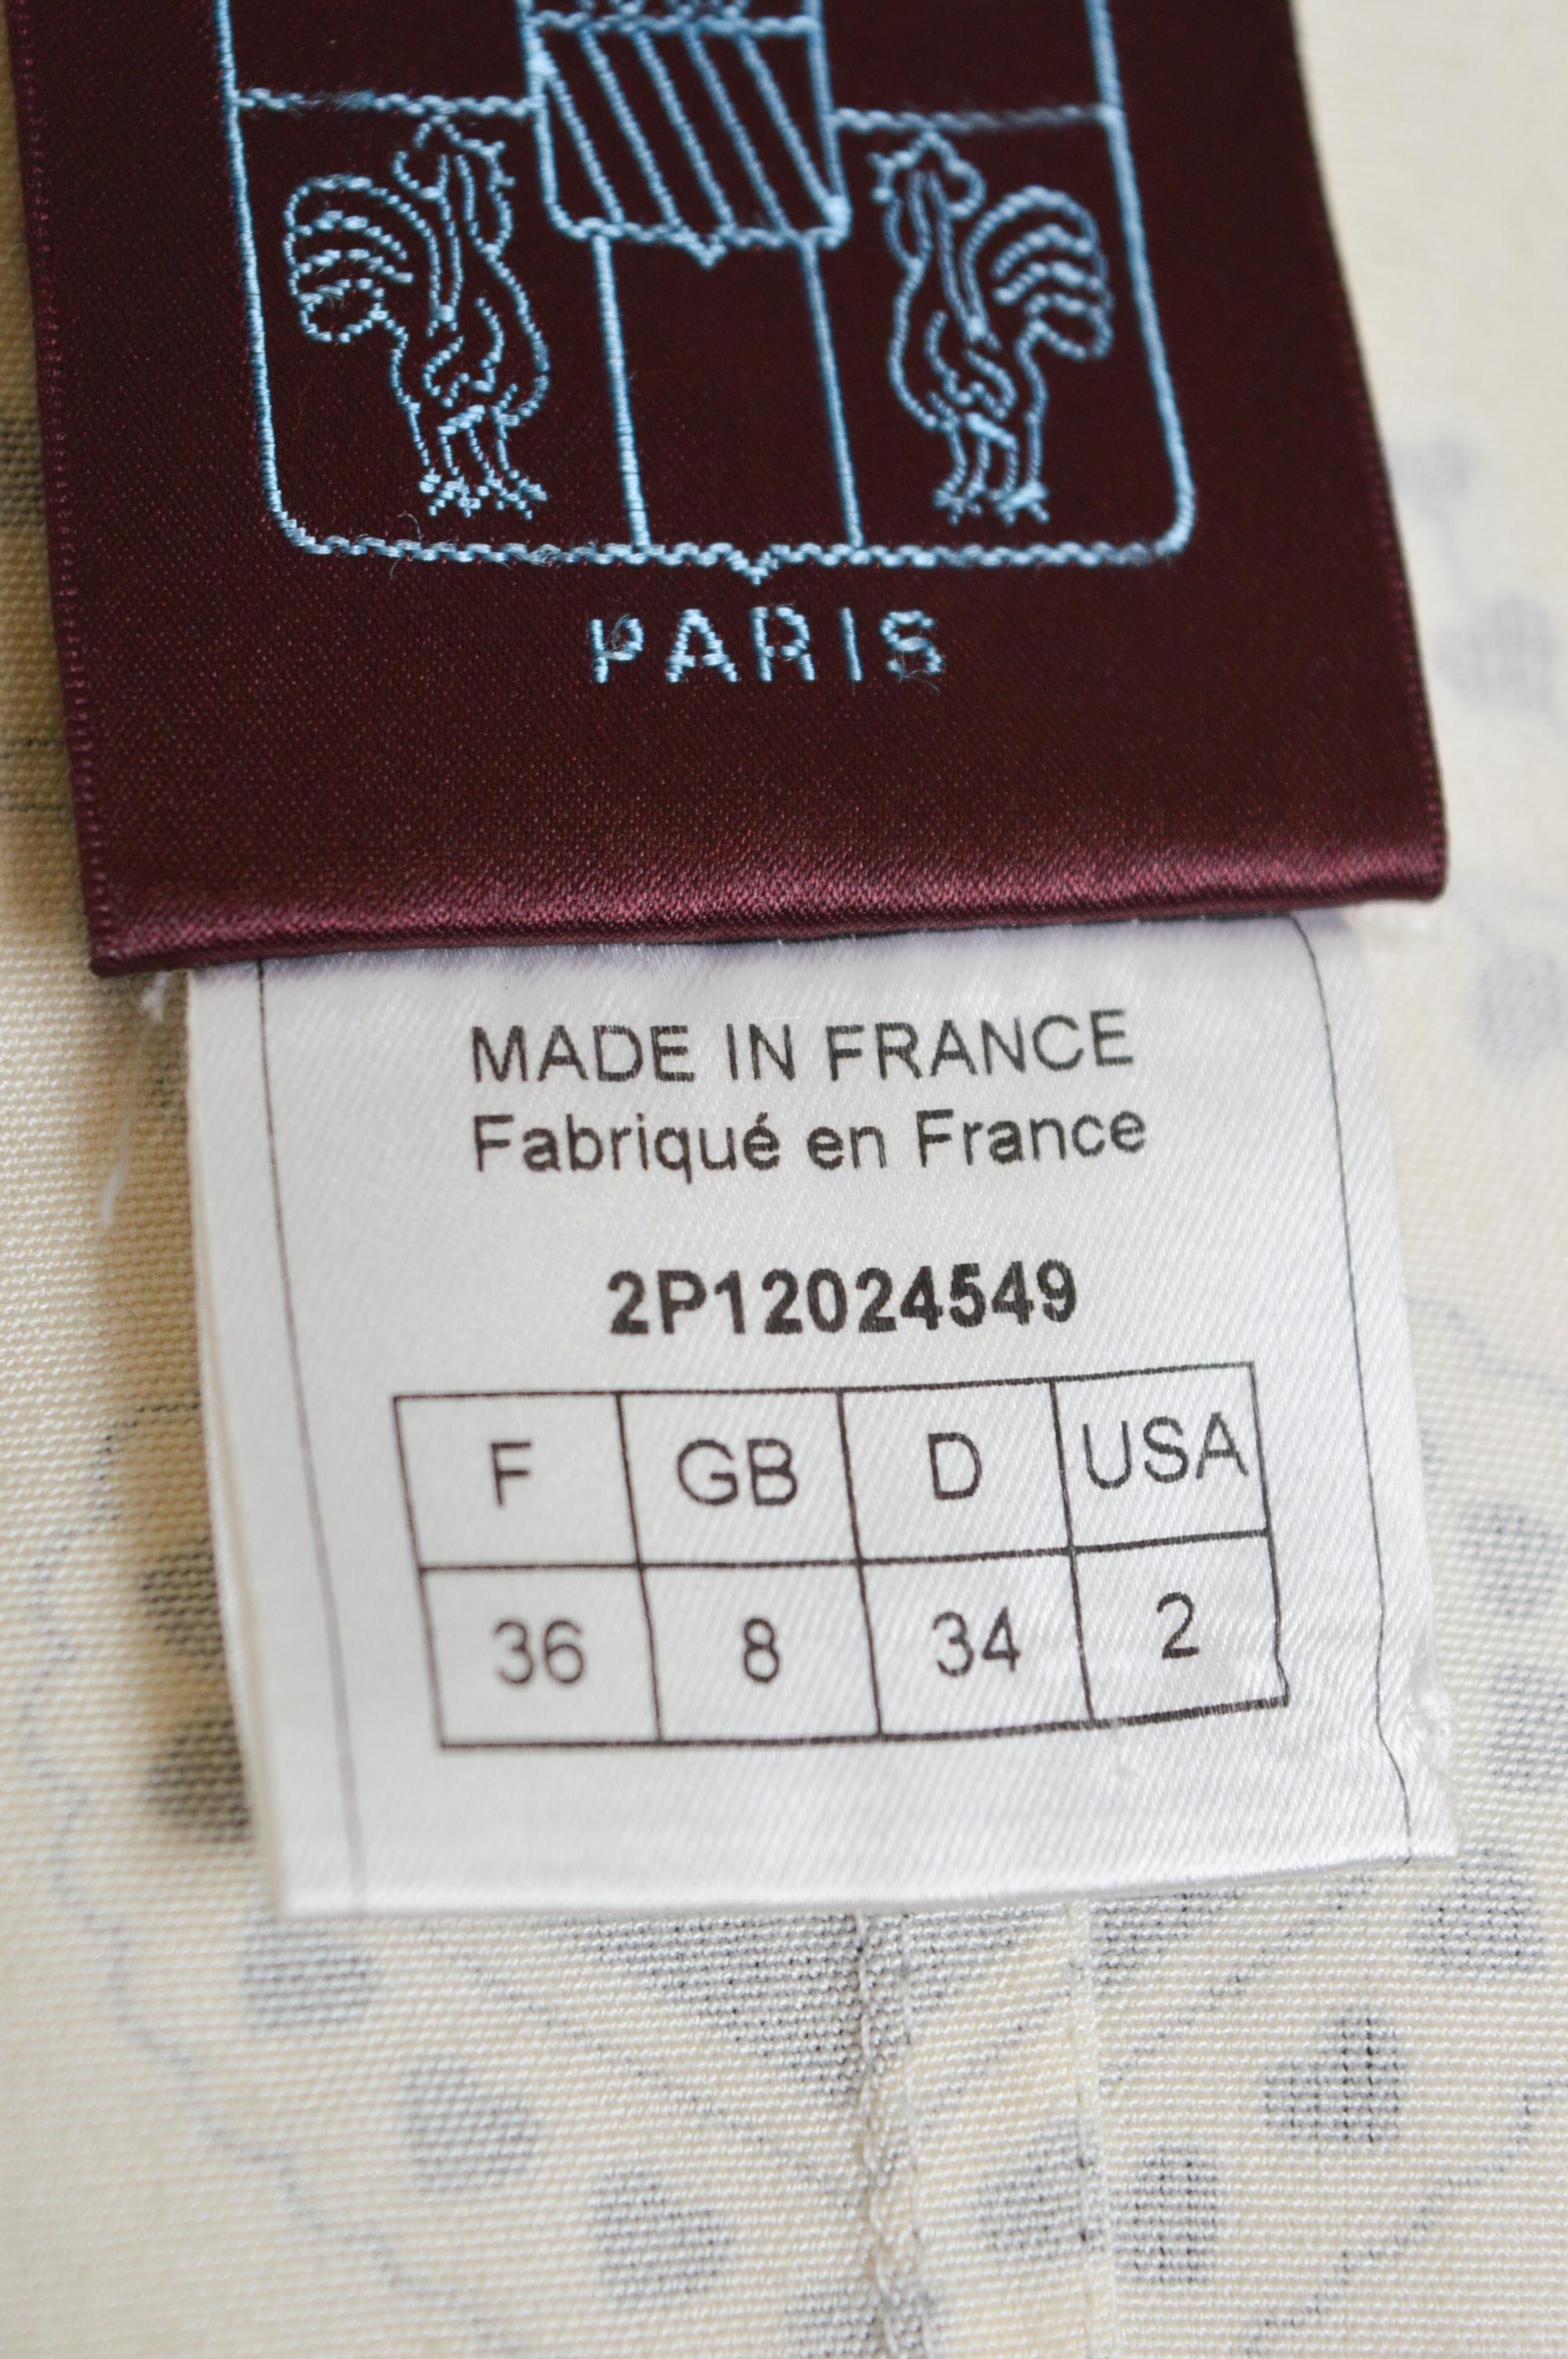 PARIS
MADE IN FRANCE
Fabriqué en France
2P12024549
F GB D USA
36 8 34 2